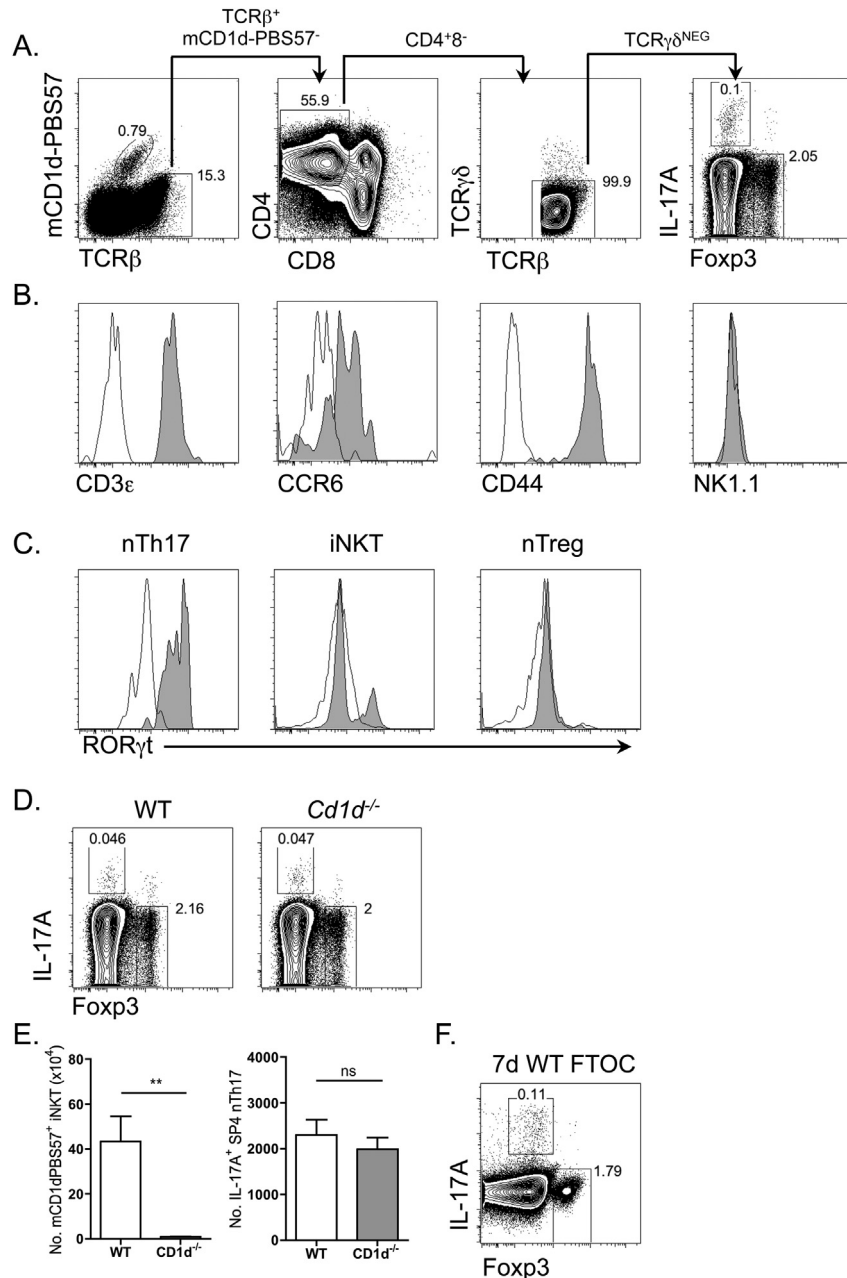 A.
TCRβ⁺
mCD1d-PBS57⁻
CD4⁺8⁻
TCRγδᴺᴱᴳ
mCD1d-PBS57
0.79
15.3
TCRβ
CD4
55.9
CD8
TCRγδ
99.9
TCRβ
IL-17A
0.1
2.05
Foxp3
B.
CD3ε
CCR6
CD44
NK1.1
C.
nTh17
iNKT
nTreg
RORγt
D.
WT
Cd1d⁻/⁻
IL-17A
0.046
2.16
0.047
2
Foxp3
E.
No. mCD1dPBS57⁺ iNKT (x10⁴)
80
60
40
20
0
**
WT
CD1d⁻/⁻
No. IL-17A⁺ SP4 nTh17
4000
3000
2000
1000
0
ns
WT
CD1d⁻/⁻
F.
7d WT FTOC
IL-17A
0.11
1.79
Foxp3